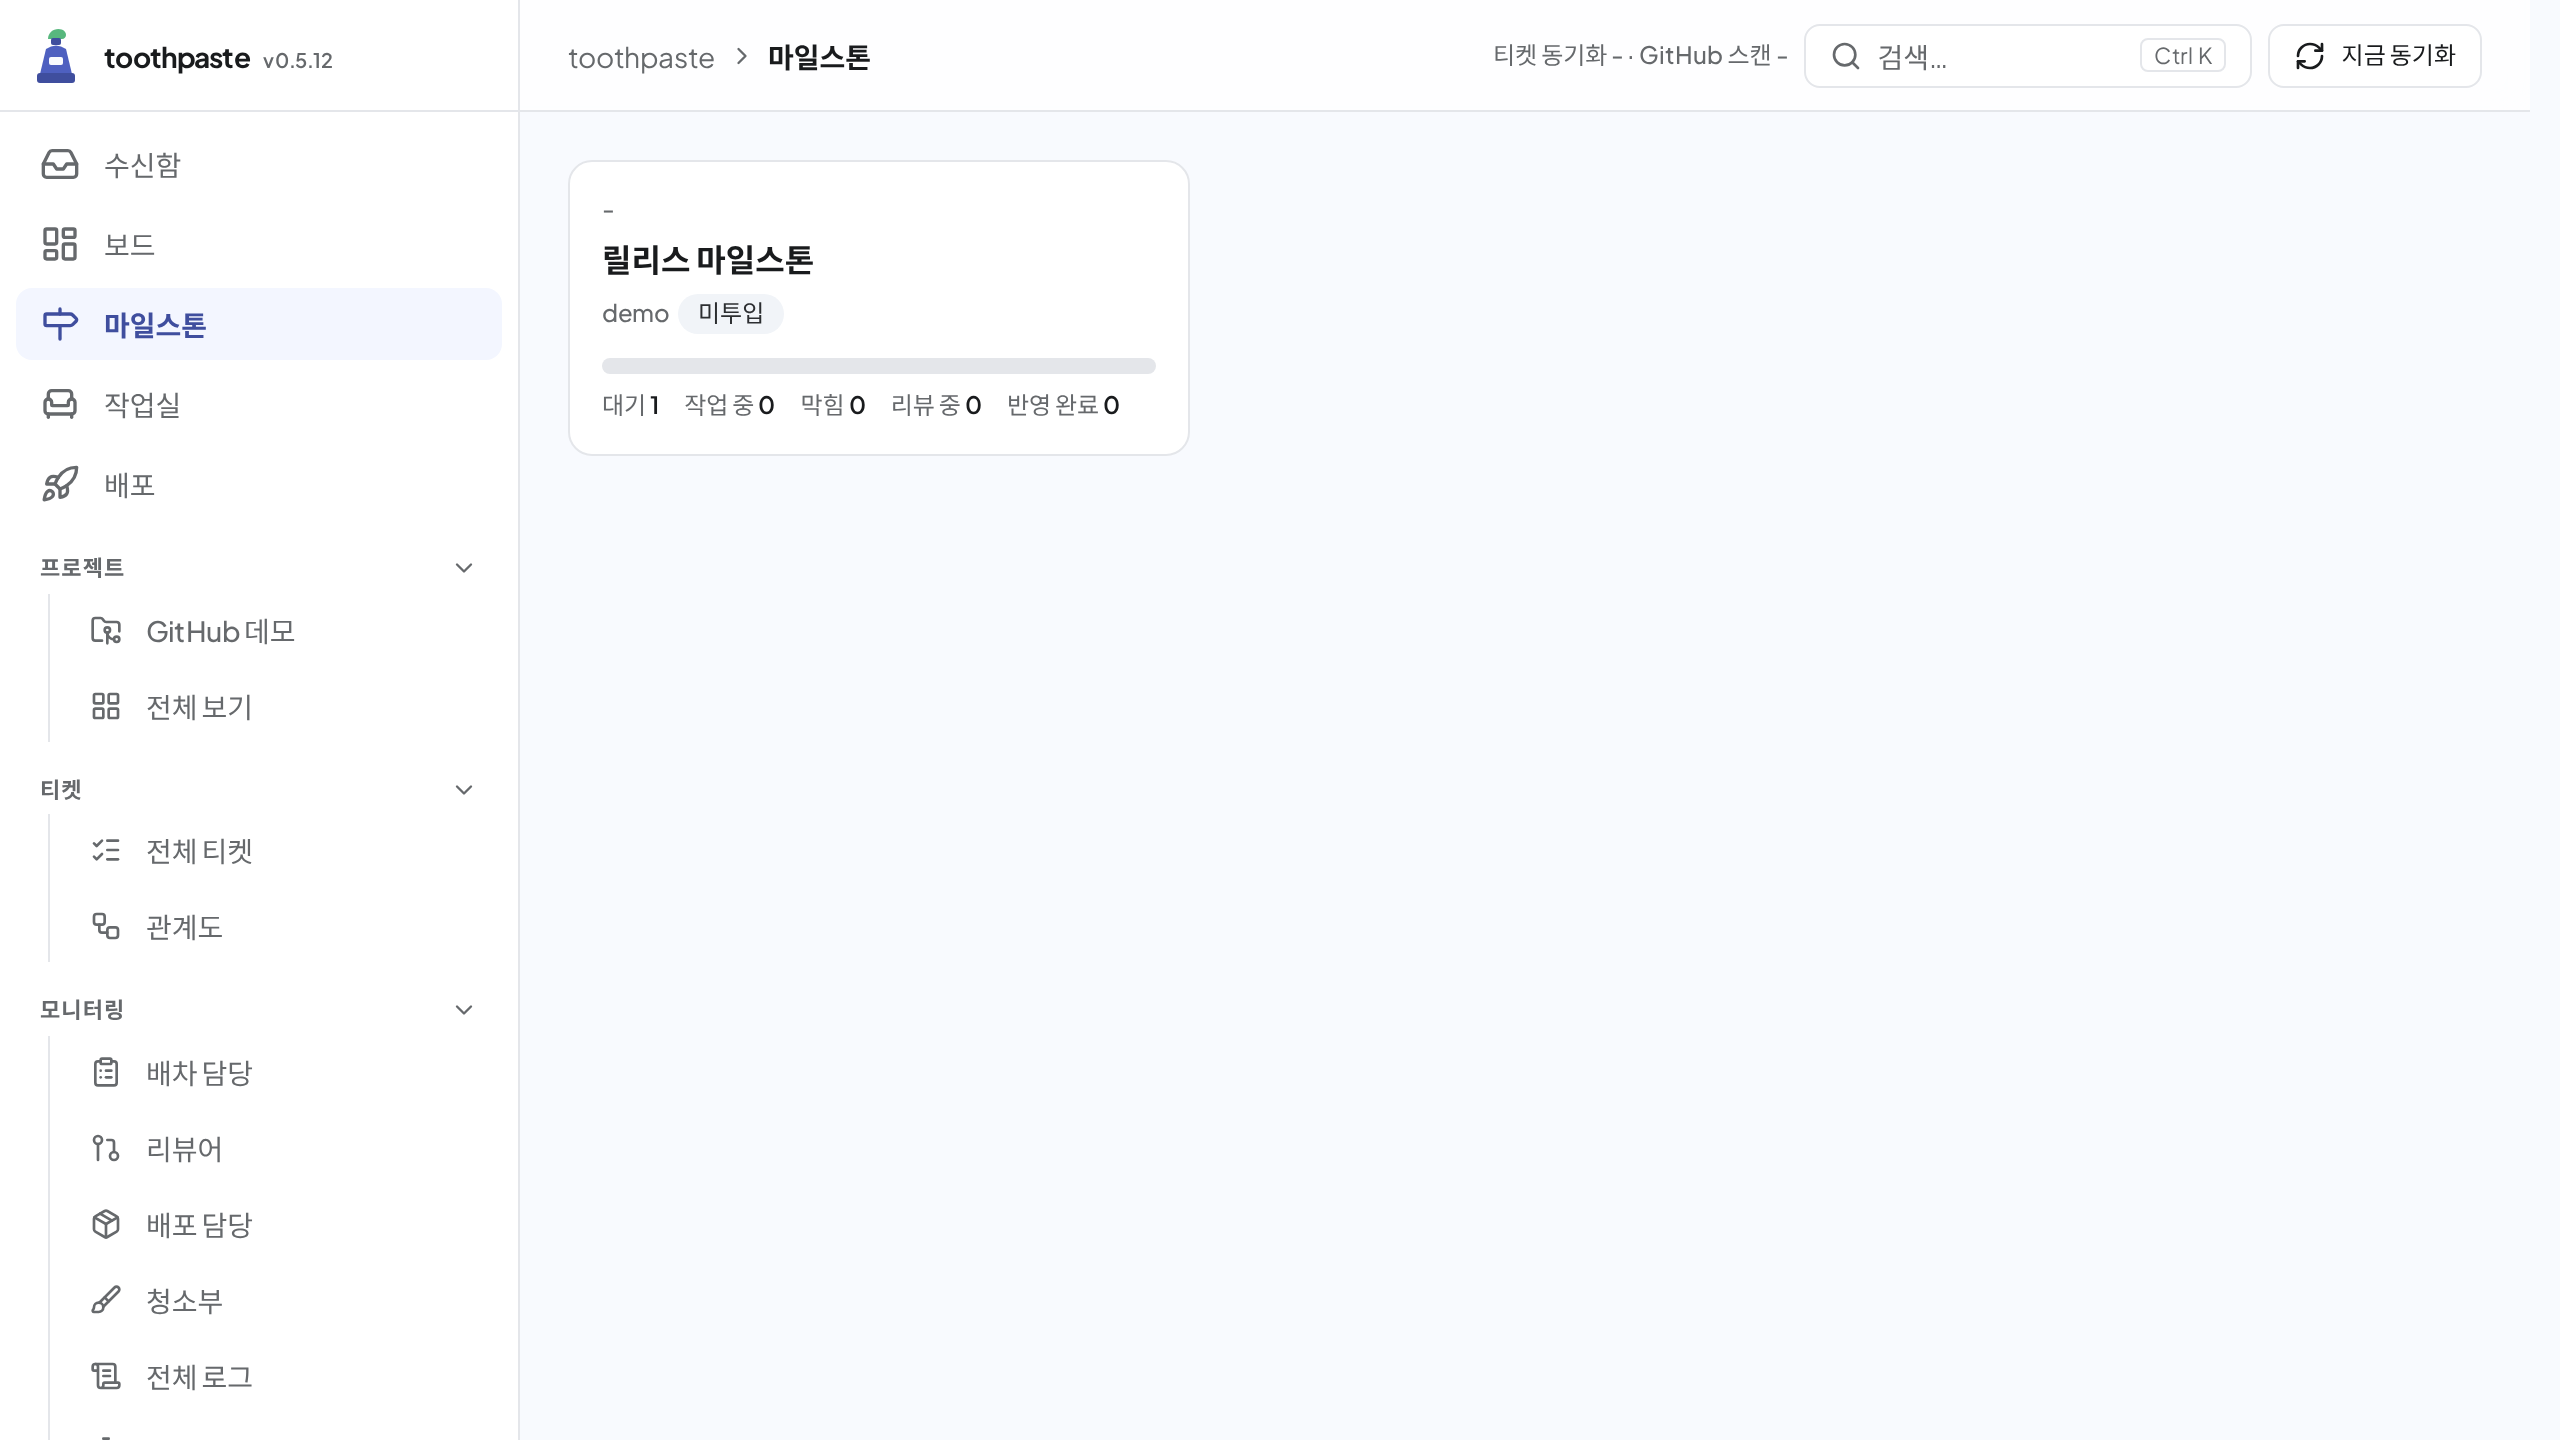 toothpaste v0.5.12
toothpaste > 마일스톤
티켓 동기화 - · GitHub 스캔 -
검색...
Ctrl K
지금 동기화
수신함
보드
마일스톤
작업실
배포
프로젝트
GitHub 데모
전체 보기
티켓
전체 티켓
관계도
모니터링
배차 담당
리뷰어
배포 담당
청소부
전체 로그
-
릴리스 마일스톤
demo 미투입
대기 1 작업 중 0 막힘 0 리뷰 중 0 반영 완료 0